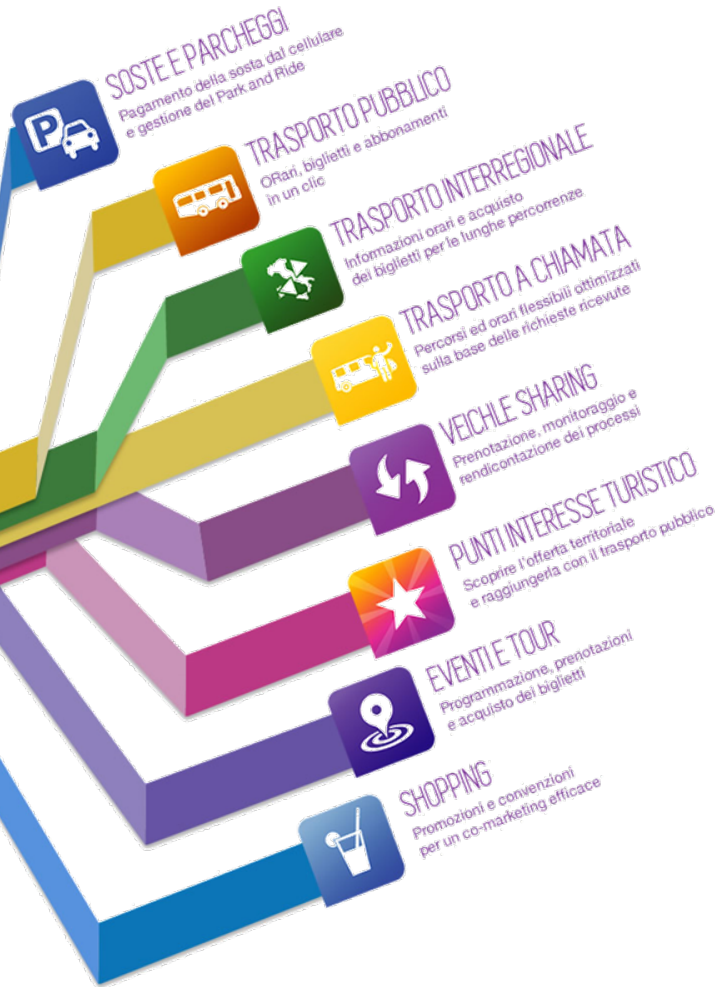 SOSTE E PARCHEGGI
Pagamento della sosta dal cellulare
e gestione del Park and Ride
TRASPORTO PUBBLICO
ORari, biglietti e abbonamenti
in un clic
TRASPORTO INTERREGIONALE
Informazioni orari e acquisto
dei biglietti per le lunghe percorrenze
TRASPORTO A CHIAMATA
Percorsi ed orari flessibili ottimizzati
sulla base delle richieste ricevute
VEICHLE SHARING
Prenotazione, monitoraggio e
rendicontazione dei processi
PUNTI INTERESSE TURISTICO
Scoprire l'offerta territoriale
e raggiungerla con il trasporto pubblico
EVENTI E TOUR
Programmazione, prenotazioni
e acquisto dei biglietti
SHOPPING
Promozioni e convenzioni
per un co-marketing efficace
P